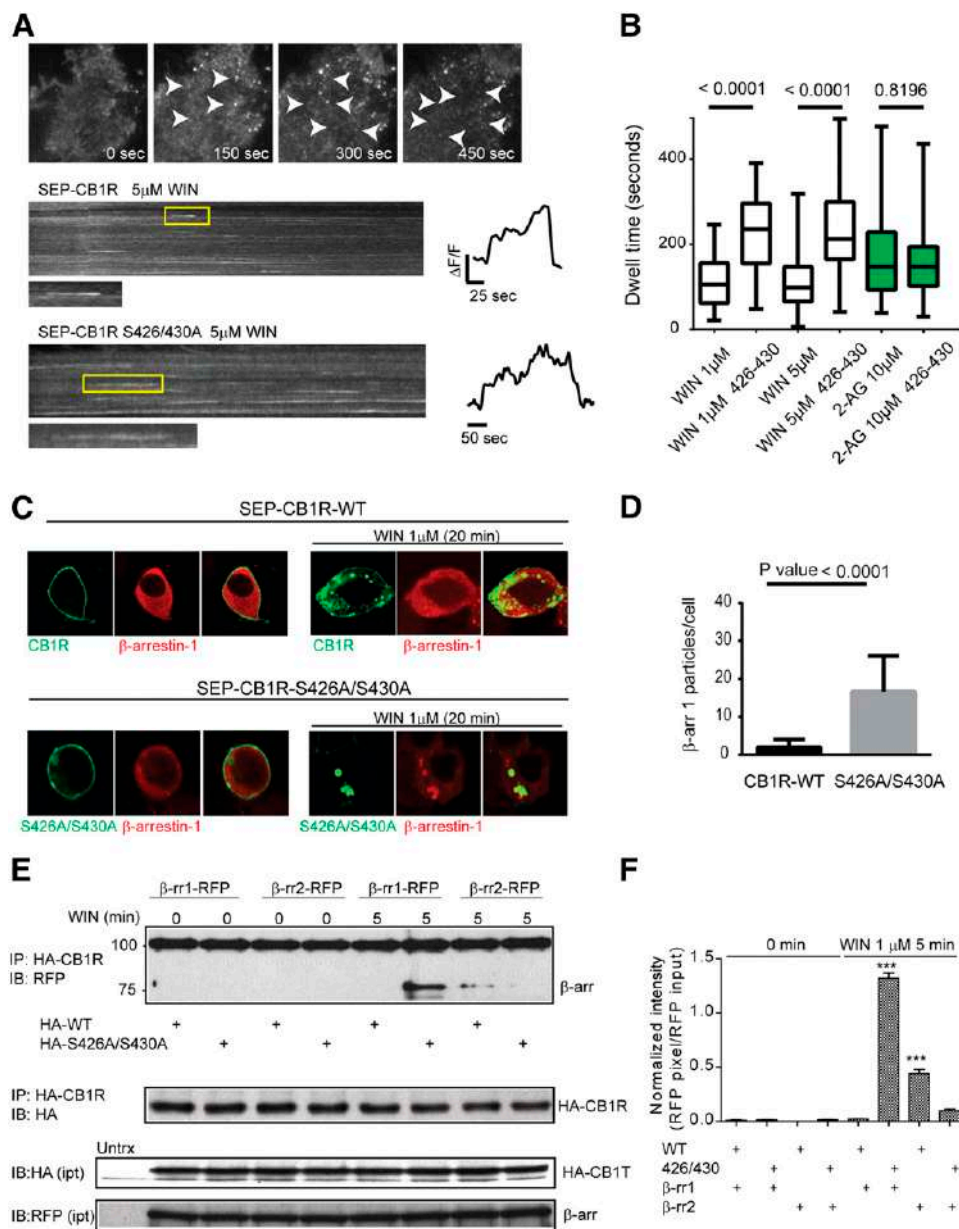 A
0 sec
150 sec
300 sec
450 sec
SEP-CB1R 5μM WIN
ΔF/F
25 sec
SEP-CB1R S426/430A 5μM WIN
50 sec
B
< 0.0001
< 0.0001
0.8196
Dwell time (seconds)
400
200
0
WIN 1μM
WIN 1μM 426-430
WIN 5μM
WIN 5μM 426-430
2-AG 10μM
2-AG 10μM 426-430
C
SEP-CB1R-WT
WIN 1μM (20 min)
CB1R β-arrestin-1
CB1R β-arrestin-1
SEP-CB1R-S426A/S430A
WIN 1μM (20 min)
S426A/S430A β-arrestin-1
S426A/S430A β-arrestin-1
D
P value < 0.0001
β-arr 1 particles/cell
40
30
20
10
0
CB1R-WT S426A/S430A
E
β-rr1-RFP β-rr2-RFP β-rr1-RFP β-rr2-RFP
WIN (min) 0 0 0 0 5 5 5 5
IP: HA-CB1R
IB: RFP
100
75
β-arr
HA-WT + + + +
HA-S426A/S430A + + + +
IP: HA-CB1R
IB: HA
HA-CB1R
Untrx
IB:HA (ipt)
HA-CB1T
IB:RFP (ipt)
β-arr
F
0 min WIN 1 μM 5 min
Normalized intensity
(RFP pixel/RFP input)
1.5
1.0
0.5
0.0
***
***
WT + + + +
426/430 + + + +
β-rr1 + + + +
β-rr2 + + + +